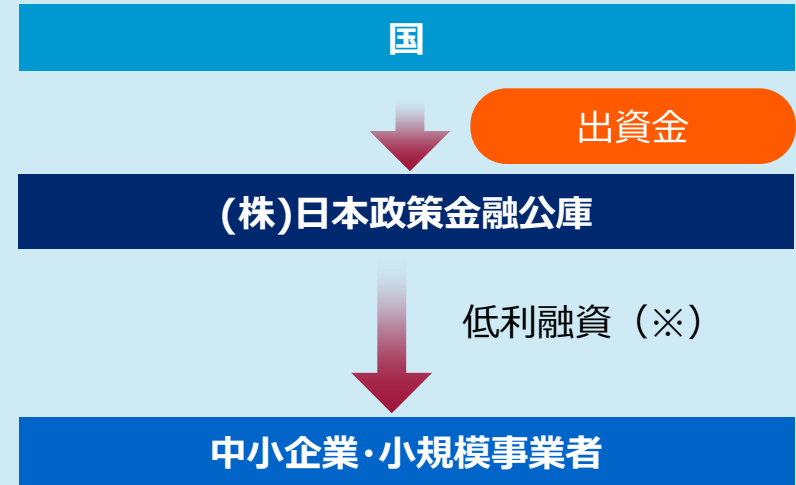 国
出資金
(株)日本政策金融公庫
低利融資（※）
中小企業･小規模事業者